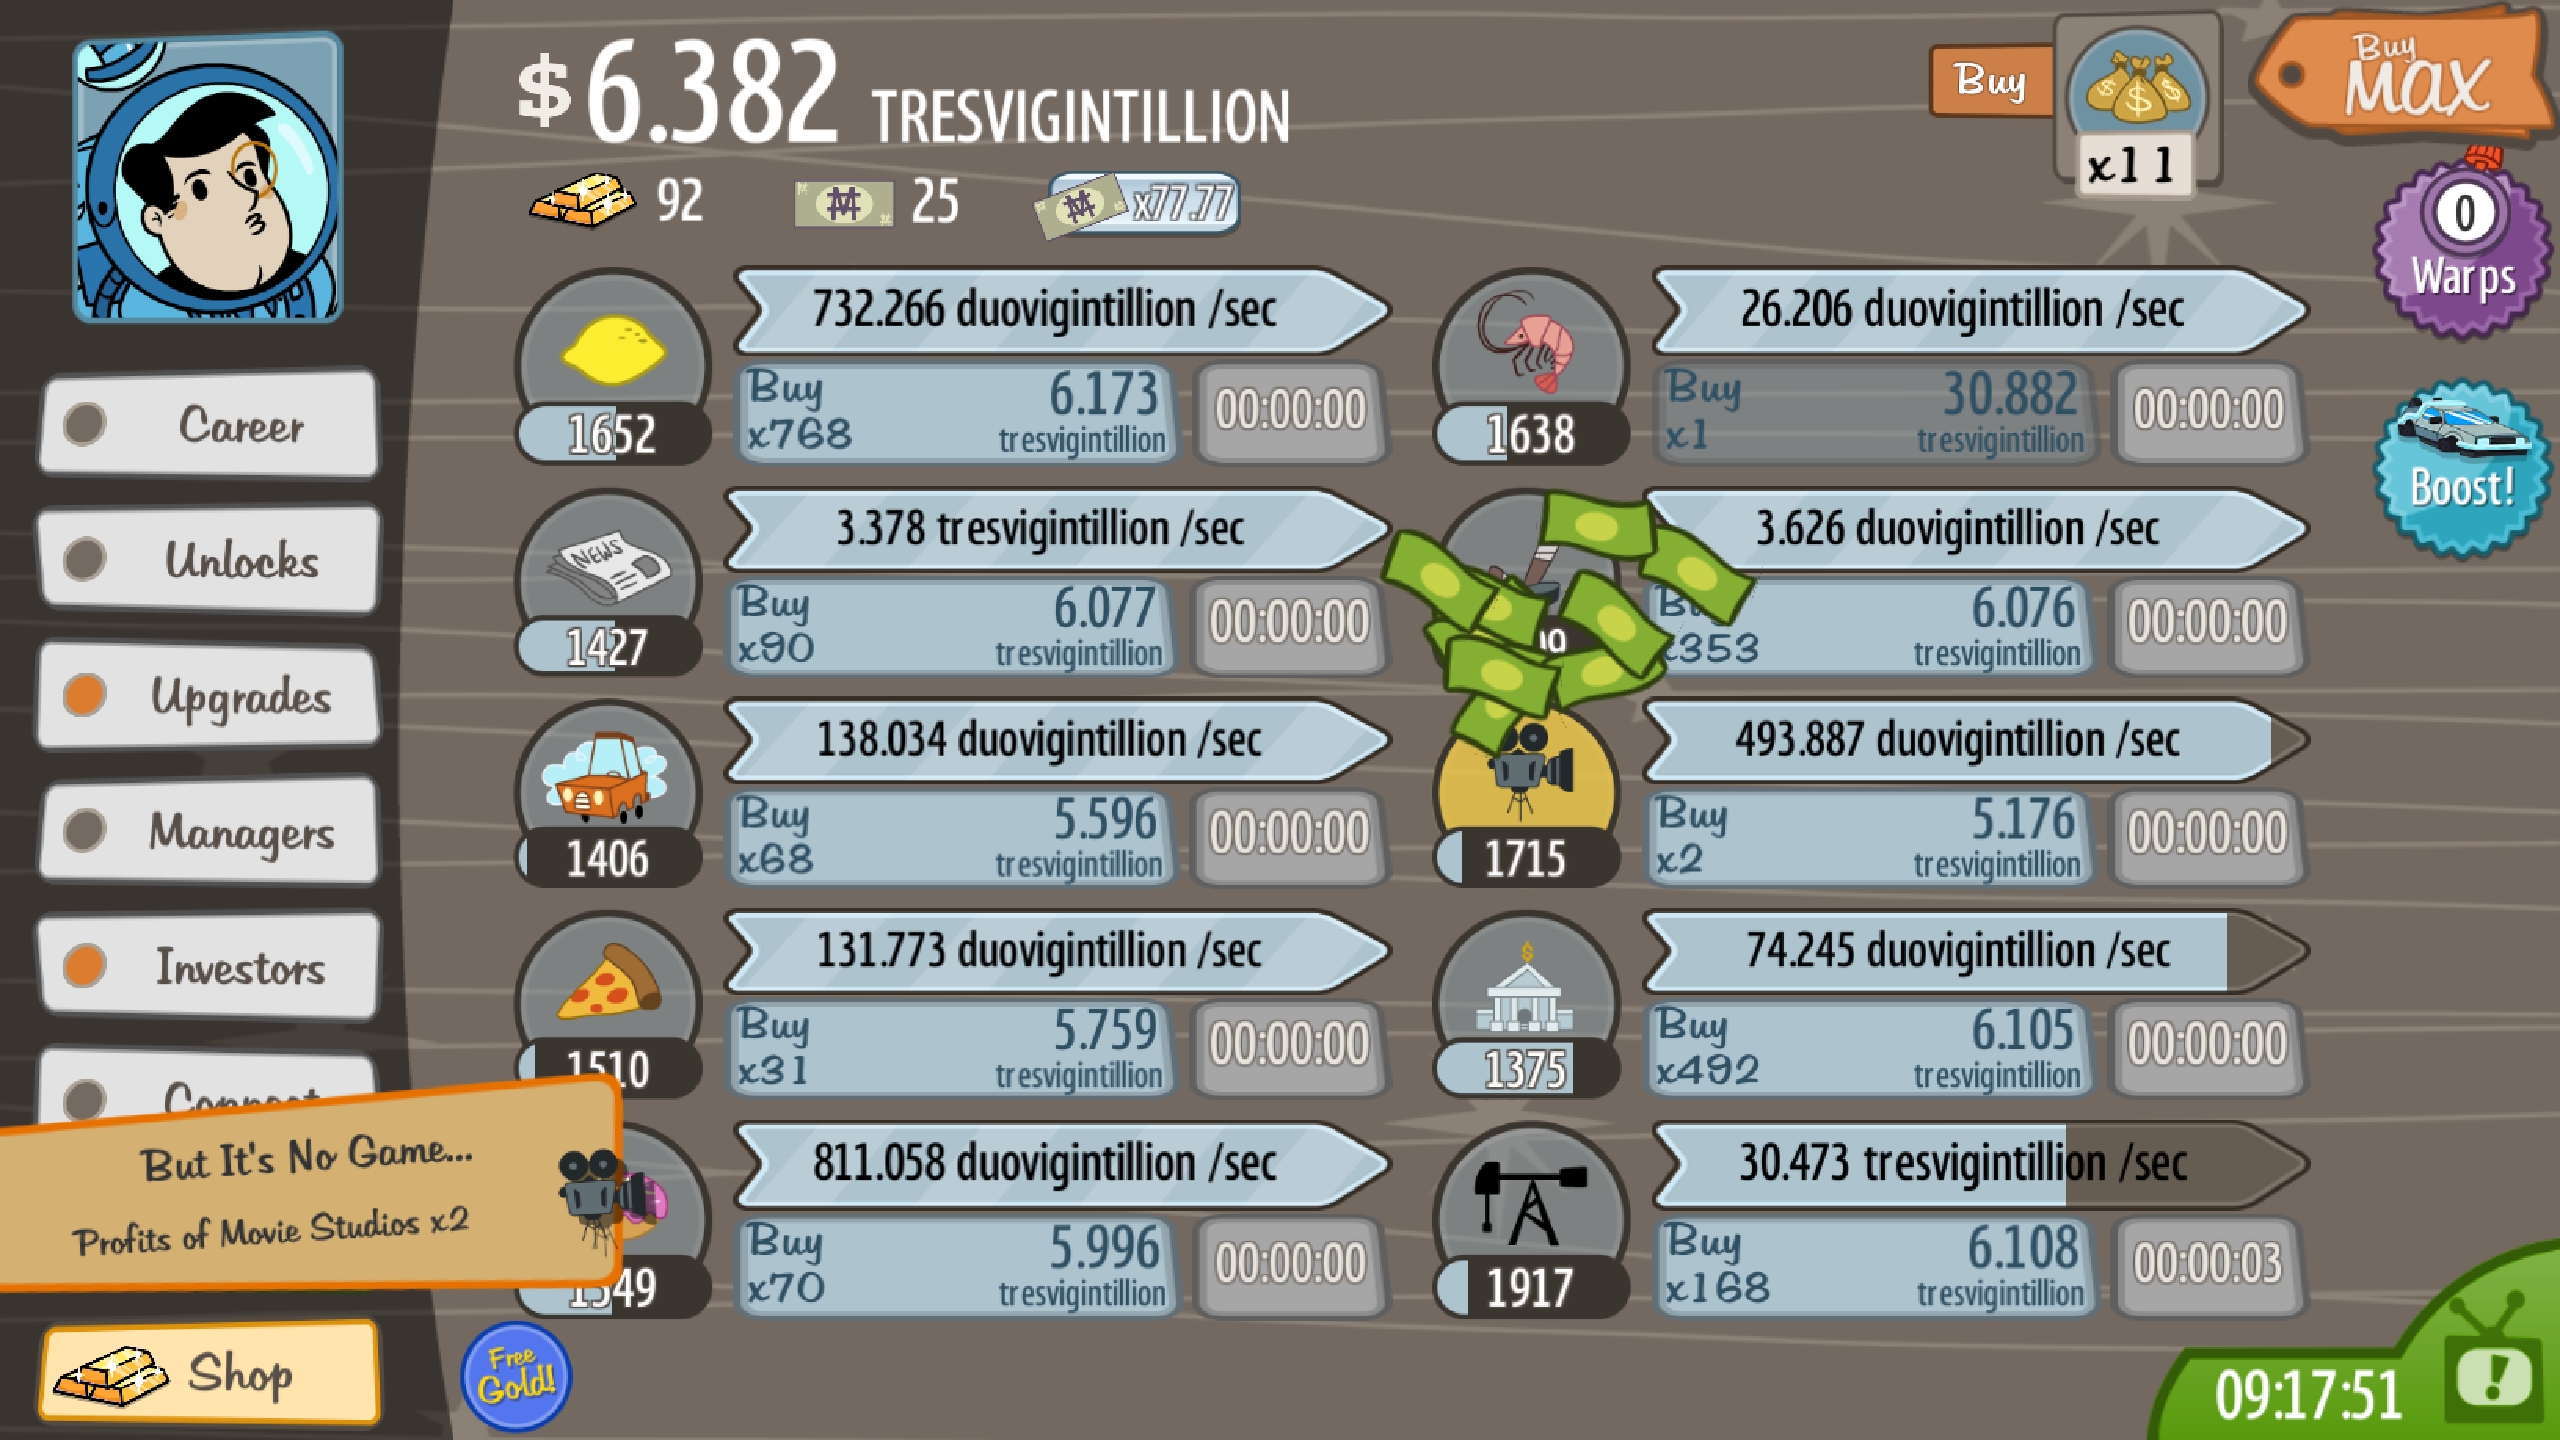 $6.382 TRESVIGINTILLION
92
25
x77.77
Buy
x11
Buy
MAX
0
Warps
Boost!
Career
Unlocks
Upgrades
Managers
Investors
Connect
But It's No Game...
Profits of Movie Studios x2
Shop
Free
Gold!
732.266 duovigintillion /sec
1652
Buy
x768
6.173
tresvigintillion
00:00:00
NEWS
3.378 tresvigintillion /sec
1427
Buy
x90
6.077
tresvigintillion
00:00:00
138.034 duovigintillion /sec
1406
Buy
x68
5.596
tresvigintillion
00:00:00
131.773 duovigintillion /sec
1510
Buy
x31
5.759
tresvigintillion
00:00:00
811.058 duovigintillion /sec
1549
Buy
x70
5.996
tresvigintillion
00:00:00
26.206 duovigintillion /sec
1638
Buy
x1
30.882
tresvigintillion
00:00:00
3.626 duovigintillion /sec
x353
6.076
tresvigintillion
00:00:00
493.887 duovigintillion /sec
1715
Buy
x2
5.176
tresvigintillion
00:00:00
74.245 duovigintillion /sec
1375
Buy
x492
6.105
tresvigintillion
00:00:00
30.473 tresvigintillion /sec
1917
Buy
x168
6.108
tresvigintillion
00:00:03
09:17:51